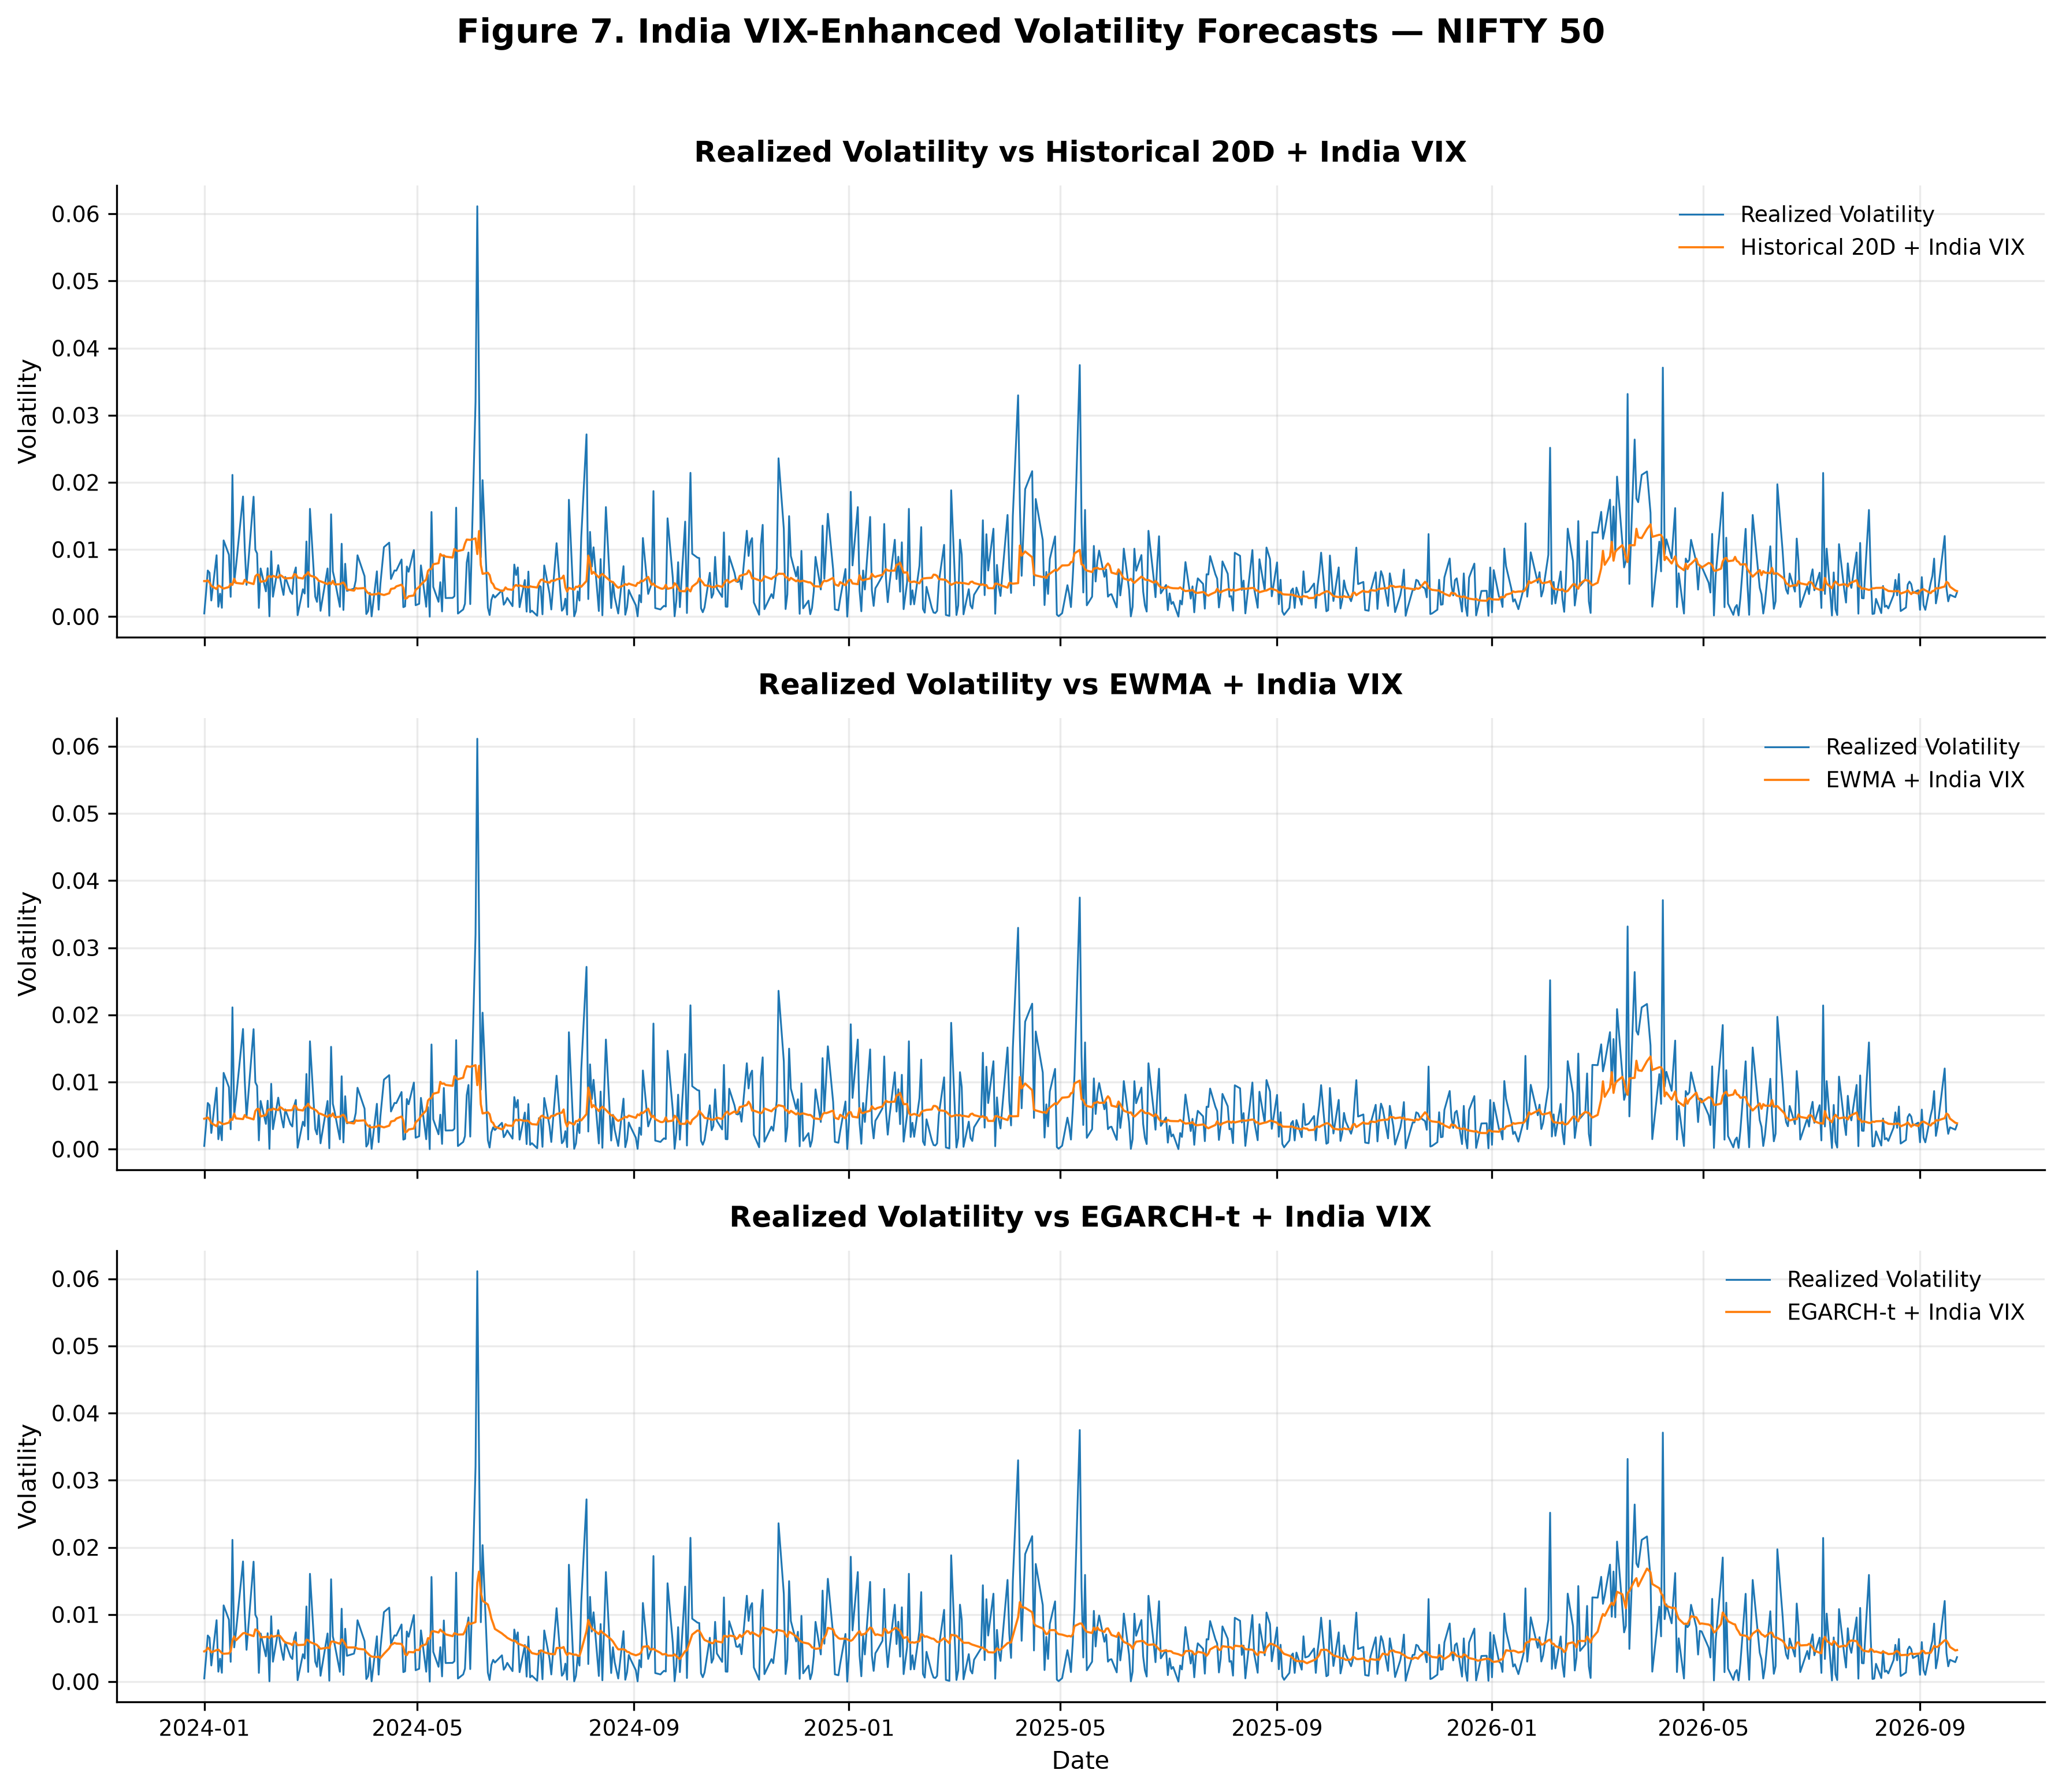 Figure 7. India VIX-Enhanced Volatility Forecasts — NIFTY 50
Realized Volatility vs Historical 20D + India VIX
Realized Volatility
Historical 20D + India VIX
0.06
0.05
0.04
0.03
0.02
0.01
0.00
Volatility
Realized Volatility vs EWMA + India VIX
Realized Volatility
EWMA + India VIX
0.06
0.05
0.04
0.03
0.02
0.01
0.00
Volatility
Realized Volatility vs EGARCH-t + India VIX
Realized Volatility
EGARCH-t + India VIX
0.06
0.05
0.04
0.03
0.02
0.01
0.00
Volatility
2024-01 2024-05 2024-09 2025-01 2025-05 2025-09 2026-01 2026-05 2026-09
Date